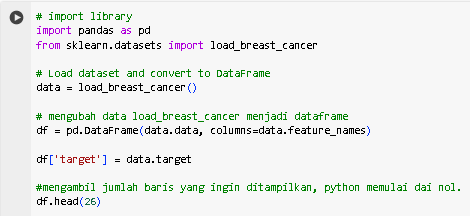 # import library
import pandas as pd
from sklearn.datasets import load_breast_cancer
# Load dataset and convert to DataFrame
data = load_breast_cancer()
# mengubah data load_breast_cancer menjadi dataframe
df = pd.DataFrame(data.data, columns=data.feature_names)
df['target'] = data.target
#mengambil jumlah baris yang ingin ditampilkan, python memulai dai nol.
df.head(26)